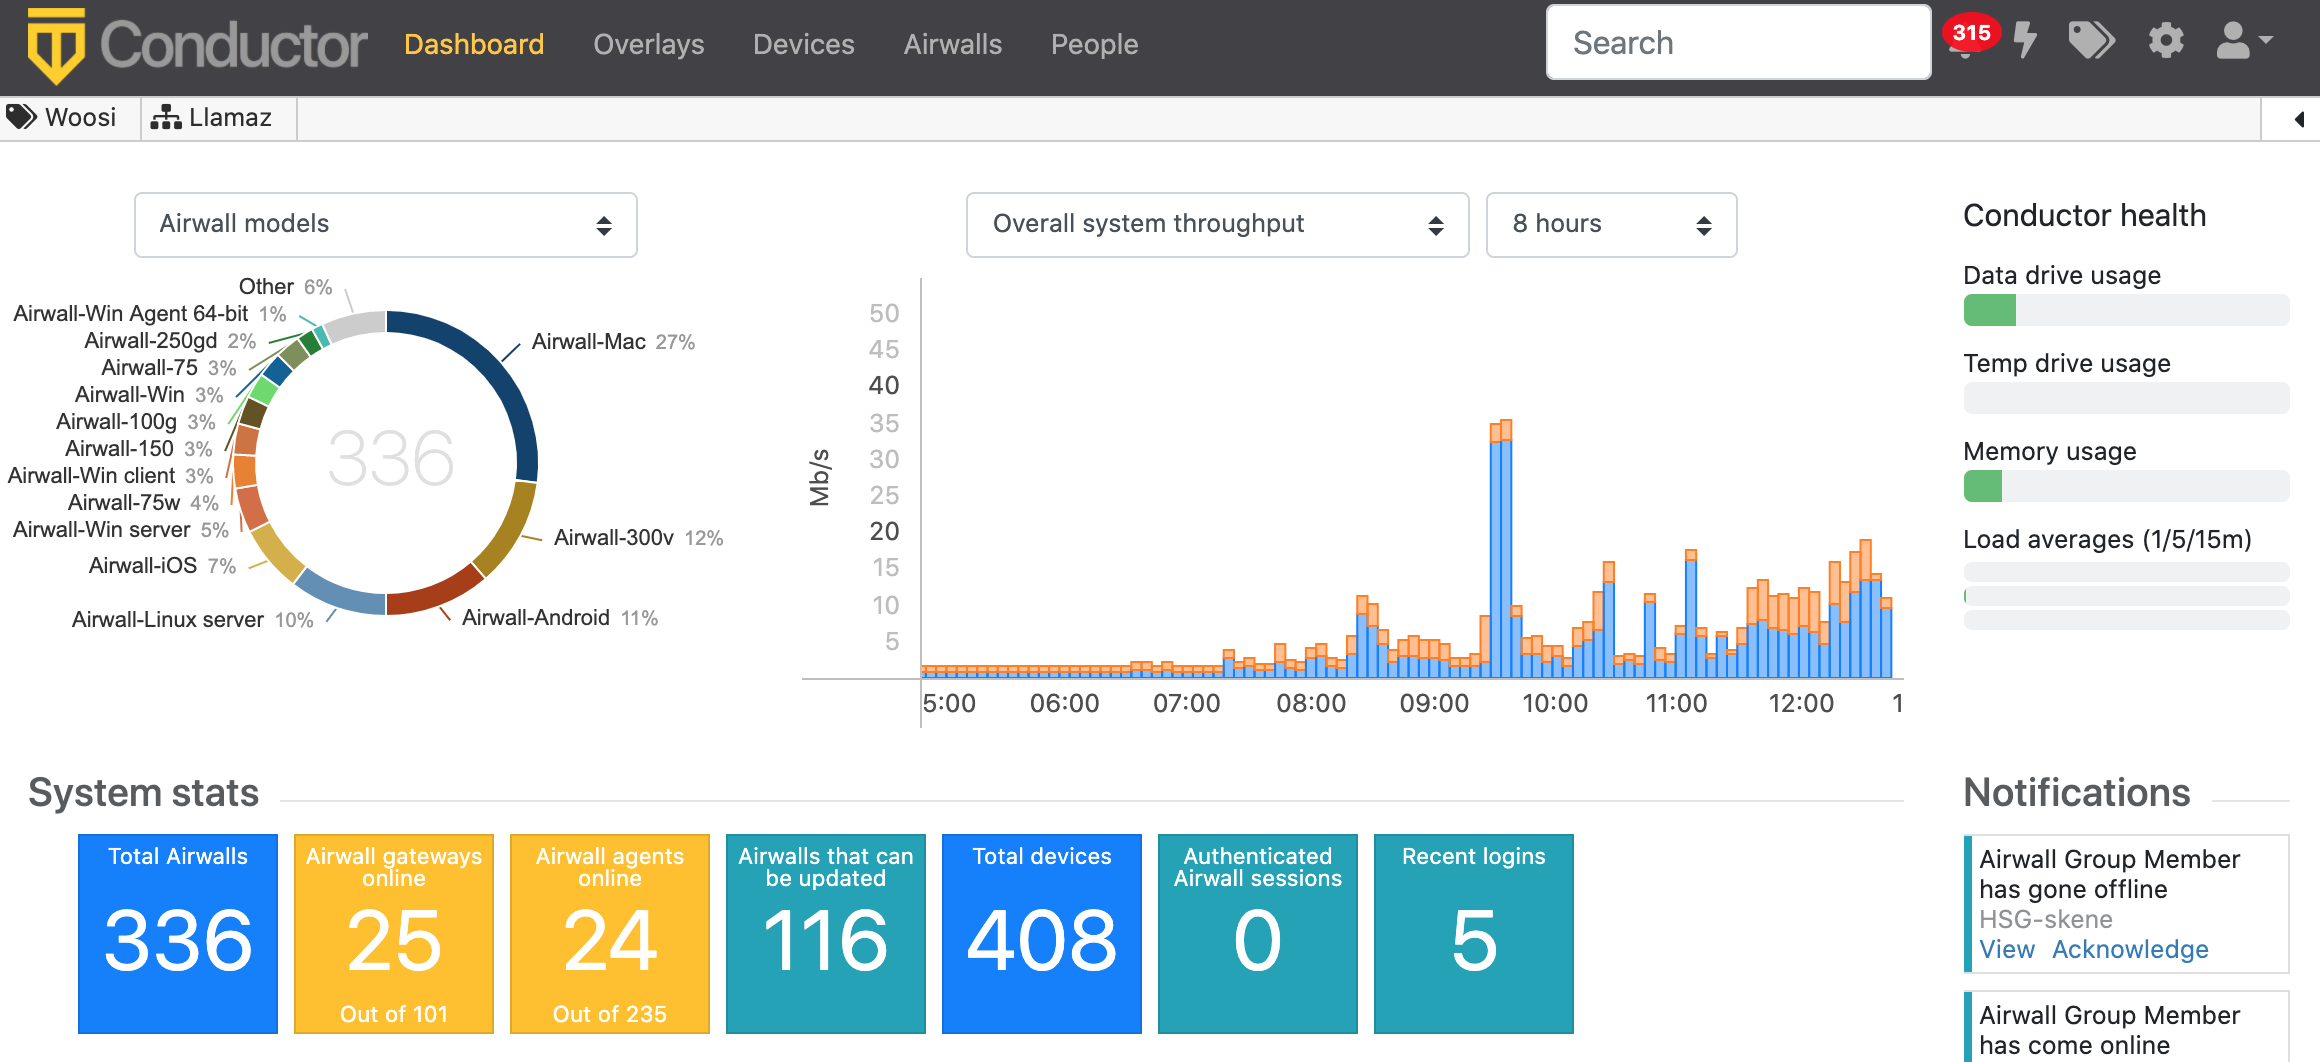 Conductor
Dashboard
Overlays
Devices
Airwalls
People
Search
315
Woosi
Llamaz
Airwall models
Overall system throughput
8 hours
Other 6%
Airwall-Win Agent 64-bit 1%
Airwall-250gd 2%
Airwall-75 3%
Airwall-Win 3%
Airwall-100g 3%
Airwall-150 3%
Airwall-Win client 3%
Airwall-75w 4%
Airwall-Win server 5%
Airwall-iOS 7%
Airwall-Linux server 10%
Airwall-Mac 27%
Airwall-300v 12%
Airwall-Android 11%
336
Mb/s
50
45
40
35
30
25
20
15
10
5
5:00
06:00
07:00
08:00
09:00
10:00
11:00
12:00
1
Conductor health
Data drive usage
Temp drive usage
Memory usage
Load averages (1/5/15m)
System stats
Total Airwalls
336
Airwall gateways
online
25
Out of 101
Airwall agents
online
24
Out of 235
Airwalls that can
be updated
116
Total devices
408
Authenticated
Airwall sessions
0
Recent logins
5
Notifications
Airwall Group Member
has gone offline
HSG-skene
View Acknowledge
Airwall Group Member
has come online